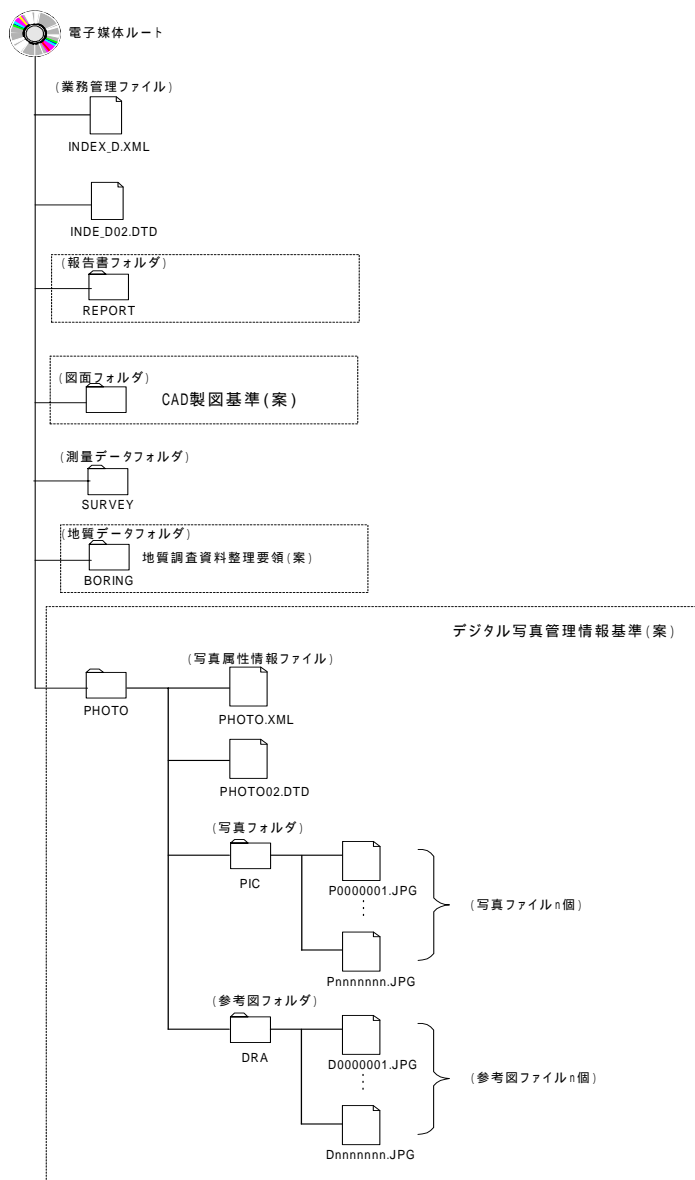 電子媒体ルート
(業務管理ファイル)
INDEX_D.XML
INDE_D02.DTD
(報告書フォルダ)
REPORT
(図面フォルダ)
CAD製図基準(案)
(測量データフォルダ)
SURVEY
(地質データフォルダ)
地質調査資料整理要領(案)
BORING
デジタル写真管理情報基準(案)
(写真属性情報ファイル)
PHOTO
PHOTO.XML
PHOTO02.DTD
(写真フォルダ)
PIC
P0000001.JPG
(写真ファイルn個)
Pnnnnnnn.JPG
(参考図フォルダ)
DRA
D0000001.JPG
(参考図ファイルn個)
Dnnnnnnn.JPG